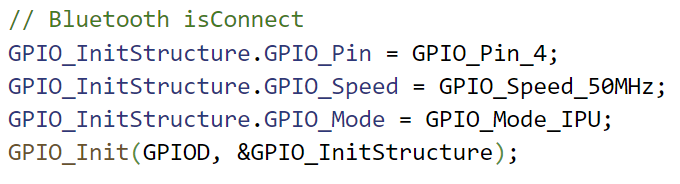 // Bluetooth isConnect
GPIO_InitStructure.GPIO_Pin = GPIO_Pin_4;
GPIO_InitStructure.GPIO_Speed = GPIO_Speed_50MHz;
GPIO_InitStructure.GPIO_Mode = GPIO_Mode_IPU;
GPIO_Init(GPIOD, &GPIO_InitStructure);